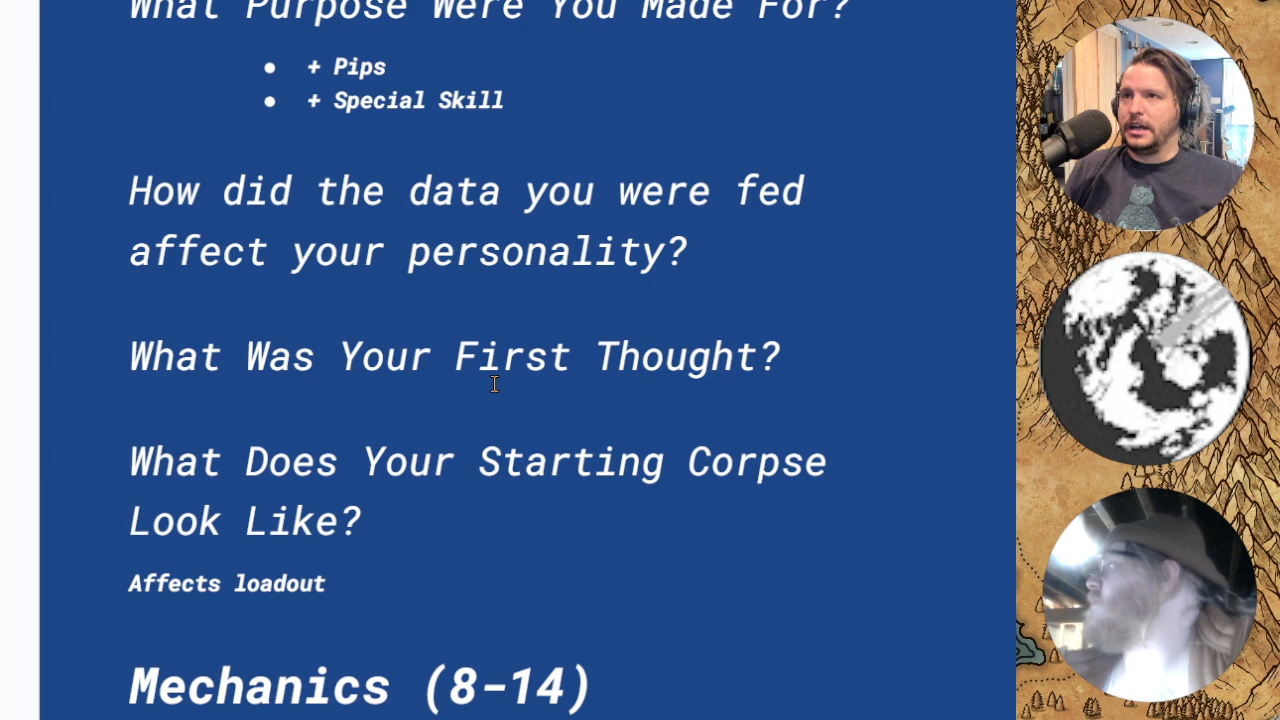 What Purpose Were You Made For?
+ Pips
+ Special Skill
How did the data you were fed
affect your personality?
What Was Your First Thought?
What Does Your Starting Corpse
Look Like?
Affects loadout
Mechanics (8-14)